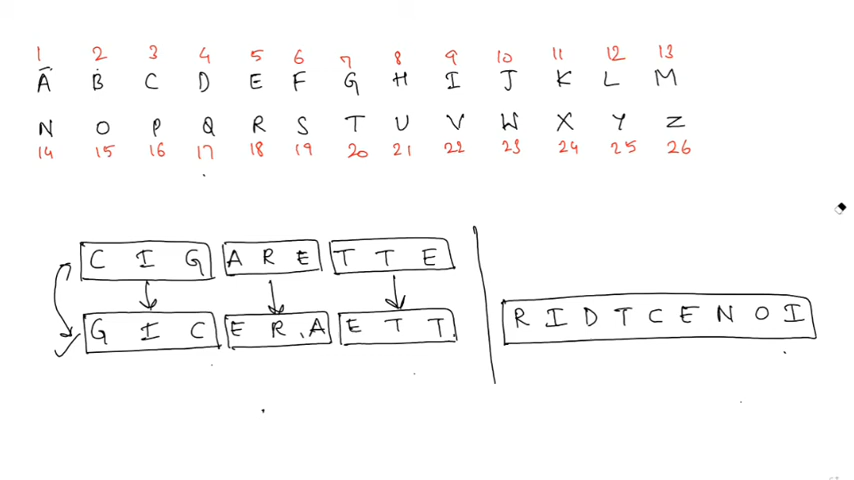 1 2 3 4 5 6 7 8 9 10 11 12 13
A B C D E F G H I J K L M
N O P Q R S T U V W X Y Z
14 15 16 17 18 19 20 21 22 23 24 25 26
C I G A R E T T E
G I C E R A E T T
R I D T C E N O I